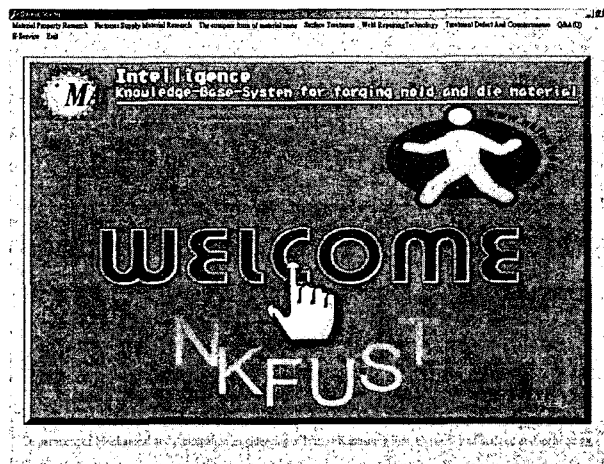 Material Property Research Factories Supply Material Research The compare form of material name Surface Treatment Weld Repairing Technology Treatment Defect And Countermeasure Q&A(Q)
E-Service Exit
M
Intelligence
Knowledge-Base-System for forging mold and die material
WELCOME
NKFUST